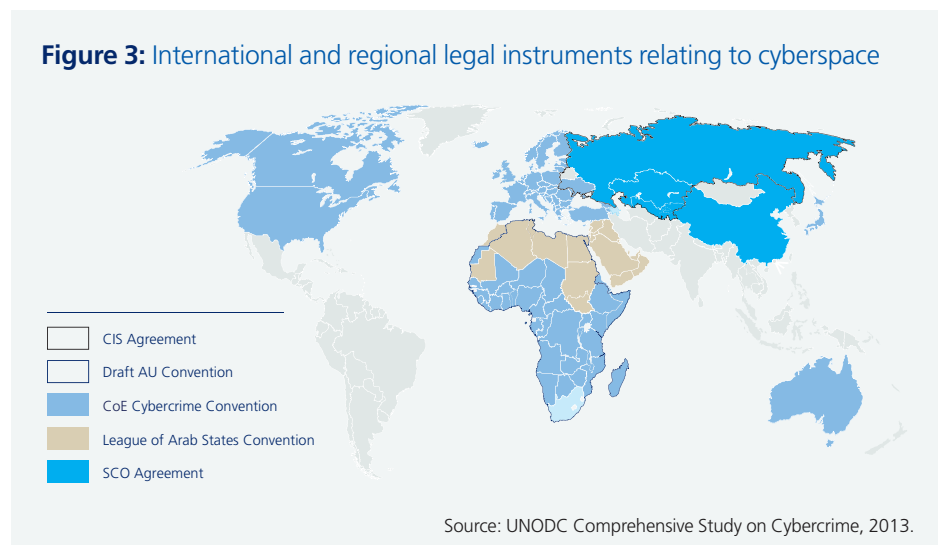 Figure 3: International and regional legal instruments relating to cyberspace
CIS Agreement
Draft AU Convention
CoE Cybercrime Convention
League of Arab States Convention
SCO Agreement
Source: UNODC Comprehensive Study on Cybercrime, 2013.